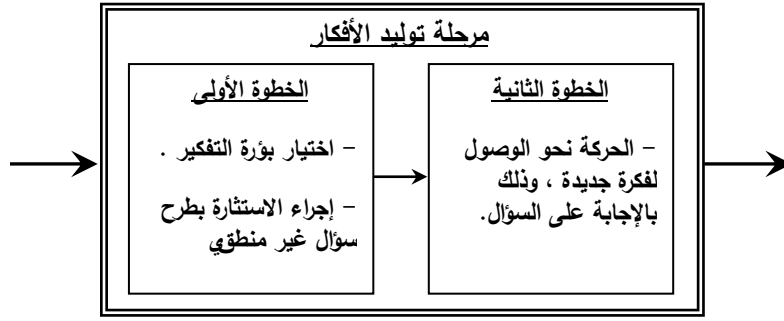 مرحلة توليد الأفكار
الخطوة الأولى
– اختيار بؤرة التفكير .
– إجراء الاستثارة بطرح
سؤال غير منطقي
الخطوة الثانية
– الحركة نحو الوصول
لفكرة جديدة ، وذلك
بالإجابة على السؤال.